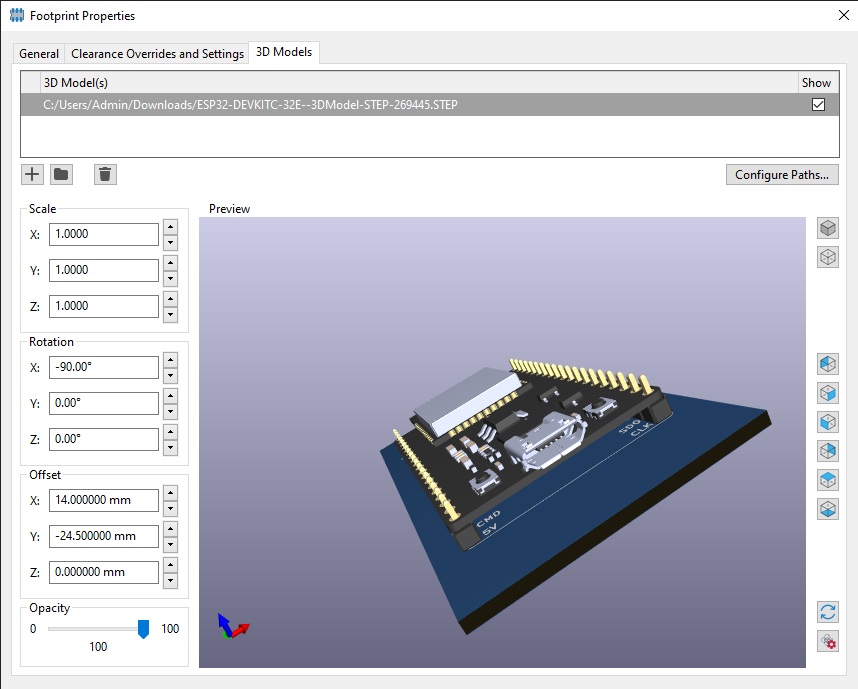 Footprint Properties
General Clearance Overrides and Settings 3D Models
3D Model(s) Show
C:/Users/Admin/Downloads/ESP32-DEVKITC-32E--3DModel-STEP-269445.STEP
Configure Paths...
Scale
X: 1.0000
Y: 1.0000
Z: 1.0000
Rotation
X: -90.00°
Y: 0.00°
Z: 0.00°
Offset
X: 14.000000 mm
Y: -24.500000 mm
Z: 0.000000 mm
Opacity
0 100
100
Preview
SD0
CLK
CMD
5V